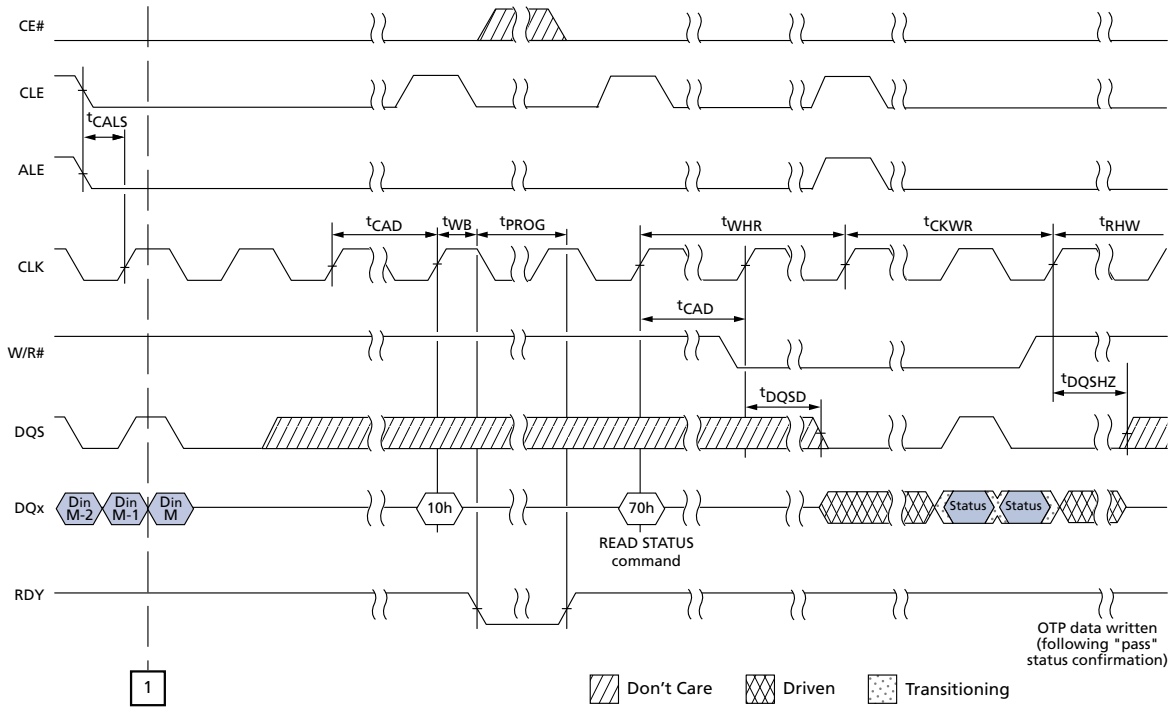 CE#
CLE
tCALS
ALE
tCAD
tWB
tPROG
tWHR
tCKWR
tRHW
CLK
tCAD
W/R#
tDQSD
tDQSHZ
DQS
DQx
Din M-2
Din M-1
Din M
10h
70h
Status
Status
READ STATUS
command
RDY
OTP data written
(following "pass"
status confirmation)
1
Don't Care
Driven
Transitioning